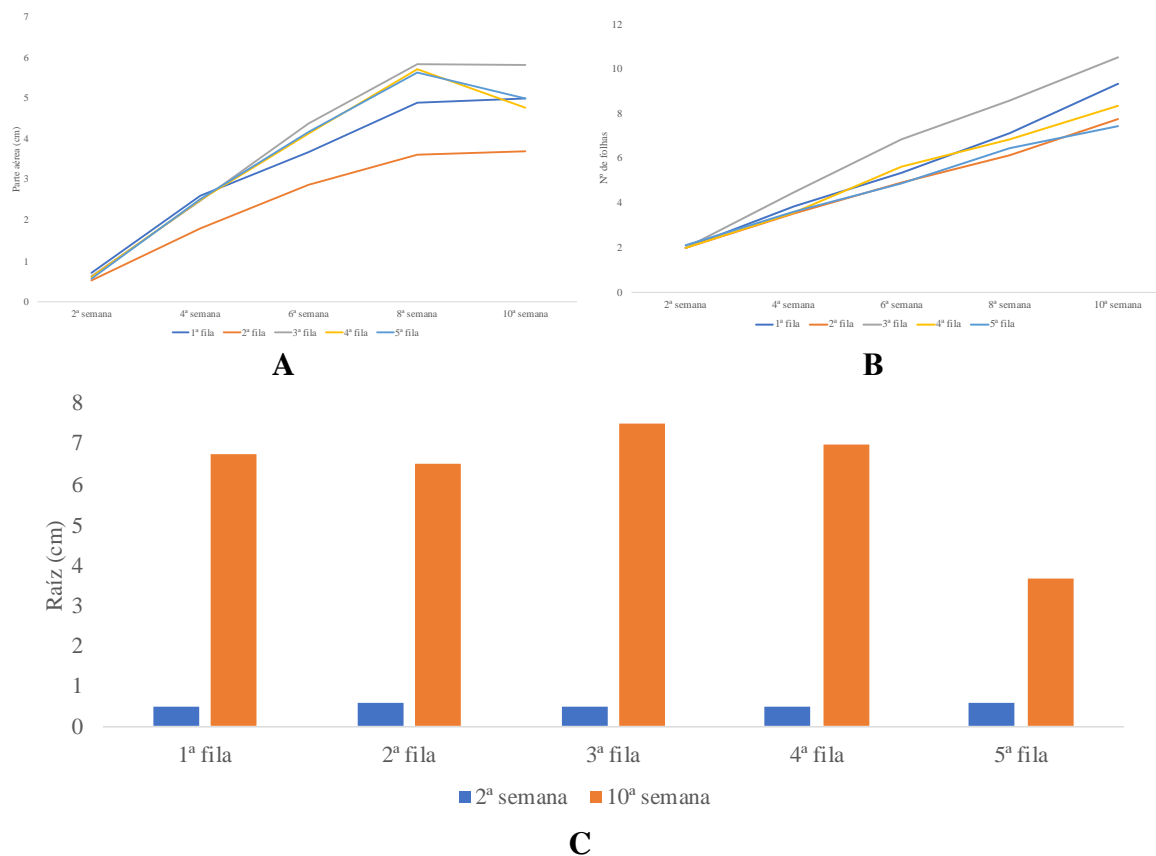 7
6
5
4
3
2
1
0
Parte aérea (cm)
2ª semana 4ª semana 6ª semana 8ª semana 10ª semana
1ª fila 2ª fila 3ª fila 4ª fila 5ª fila
A
12
10
8
6
4
2
0
Nº de folhas
2ª semana 4ª semana 6ª semana 8ª semana 10ª semana
1ª fila 2ª fila 3ª fila 4ª fila 5ª fila
B
8
7
6
5
4
3
2
1
0
Raíz (cm)
1ª fila 2ª fila 3ª fila 4ª fila 5ª fila
2ª semana 10ª semana
C